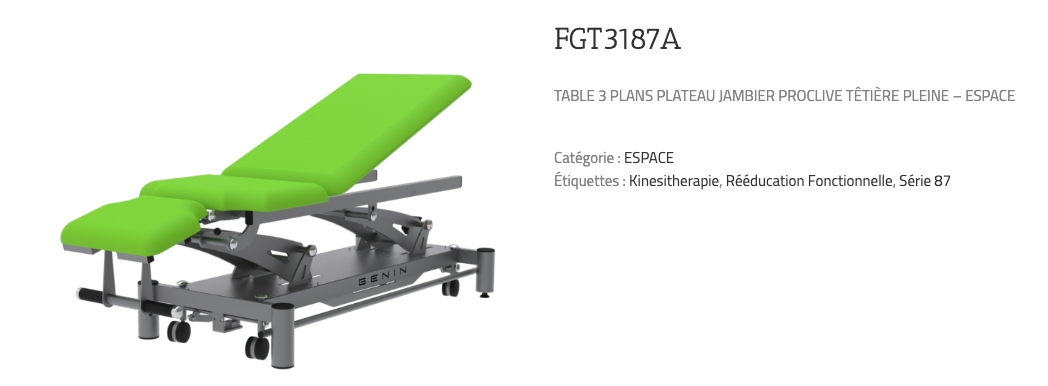 FGT3187A
TABLE 3 PLANS PLATEAU JAMBIER PROCLIVE TÊTIÈRE PLEINE – ESPACE
Catégorie : ESPACE
Étiquettes : Kinesitherapie, Rééducation Fonctionnelle, Série 87
GENIN